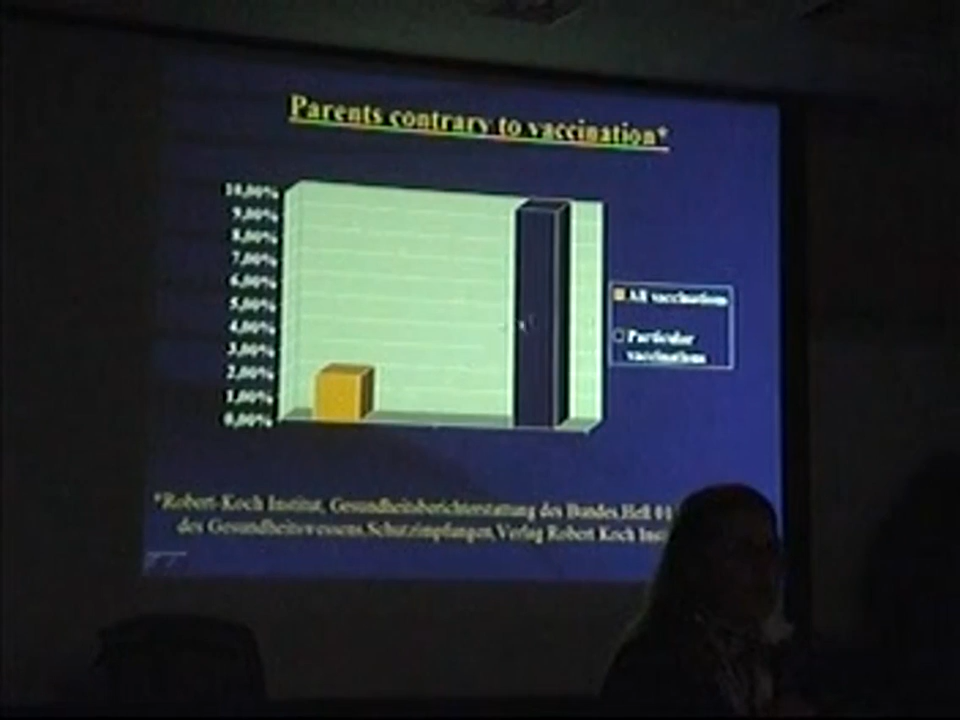 Parents contrary to vaccination*
10,00%
9,00%
8,00%
7,00%
6,00%
5,00%
4,00%
3,00%
2,00%
1,00%
0,00%
All vaccinations
Particular
vaccinations
*Robert-Koch Institut, Gesundheitsberichterstattung des Bundes, Heft 01
des Gesundheitswesens, Schutzimpfungen, Verlag Robert Koch